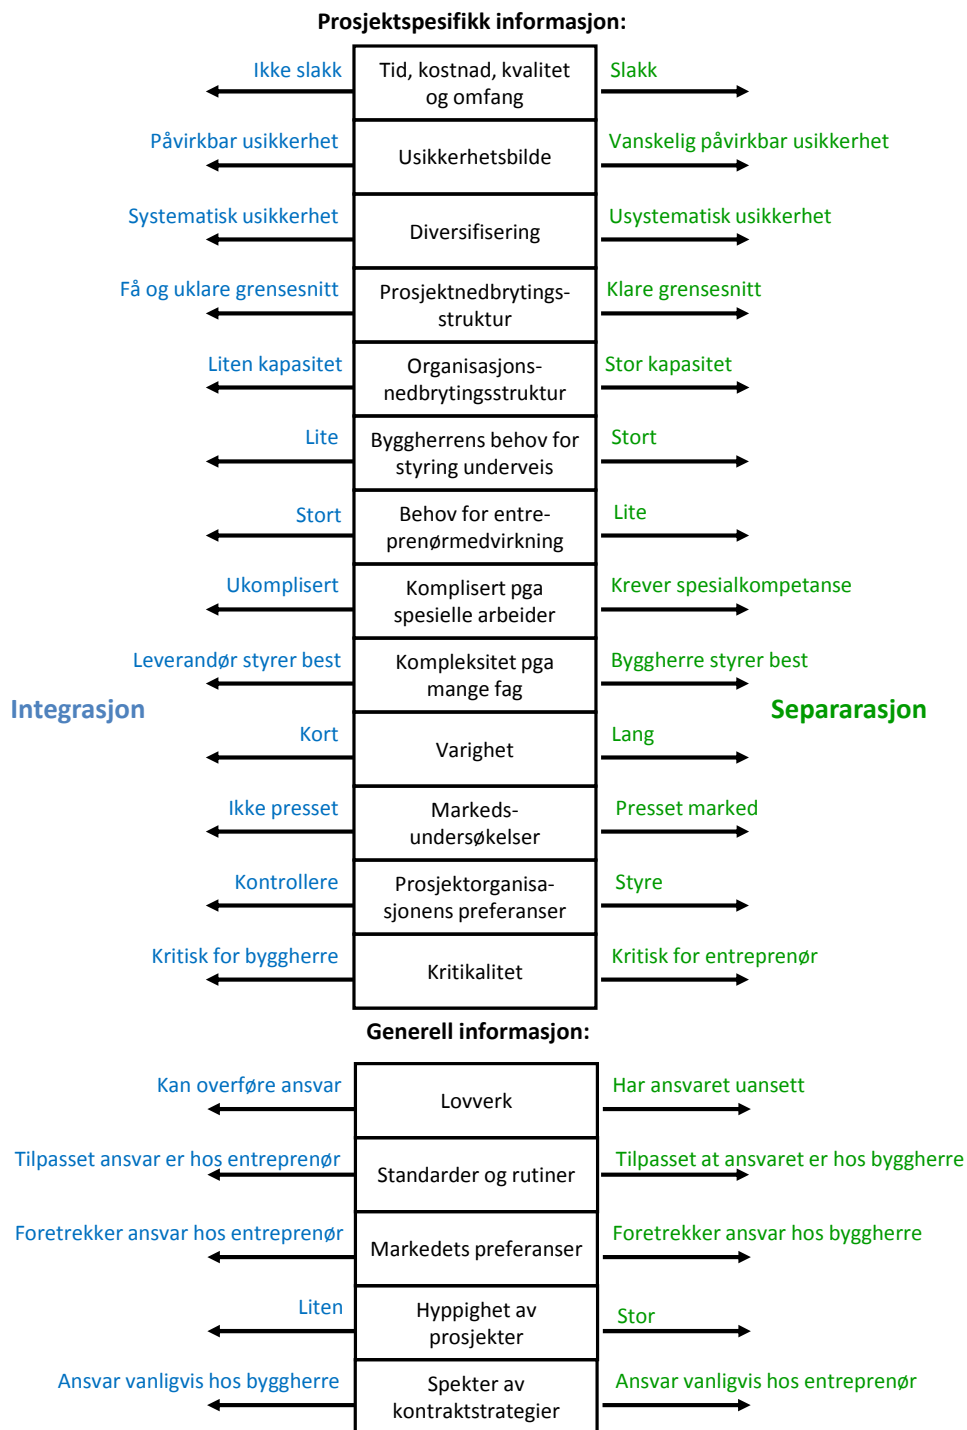 Prosjektspesifikk informasjon:
Ikke slakk
Tid, kostnad, kvalitet
og omfang
Slakk
Påvirkbar usikkerhet
Usikkerhetsbilde
Vanskelig påvirkbar usikkerhet
Systematisk usikkerhet
Diversifisering
Usystematisk usikkerhet
Få og uklare grensesnitt
Prosjektnedbrytings-
struktur
Klare grensesnitt
Liten kapasitet
Organisasjons-
nedbrytingsstruktur
Stor kapasitet
Lite
Byggherrens behov for
styring underveis
Stort
Stort
Behov for entre-
prenørmedvirkning
Lite
Ukomplisert
Komplisert pga
spesielle arbeider
Krever spesialkompetanse
Leverandør styrer best
Kompleksitet pga
mange fag
Byggherre styrer best
Integrasjon
Separarasjon
Kort
Varighet
Lang
Ikke presset
Markeds-
undersøkelser
Presset marked
Kontrollere
Prosjektorganisa-
sjonens preferanser
Styre
Kritisk for byggherre
Kritikalitet
Kritisk for entreprenør
Generell informasjon:
Kan overføre ansvar
Lovverk
Har ansvaret uansett
Tilpasset ansvar er hos entreprenør
Standarder og rutiner
Tilpasset at ansvaret er hos byggherre
Foretrekker ansvar hos entreprenør
Markedets preferanser
Foretrekker ansvar hos byggherre
Liten
Hyppighet av
prosjekter
Stor
Ansvar vanligvis hos byggherre
Spekter av
kontraktstrategier
Ansvar vanligvis hos entreprenør